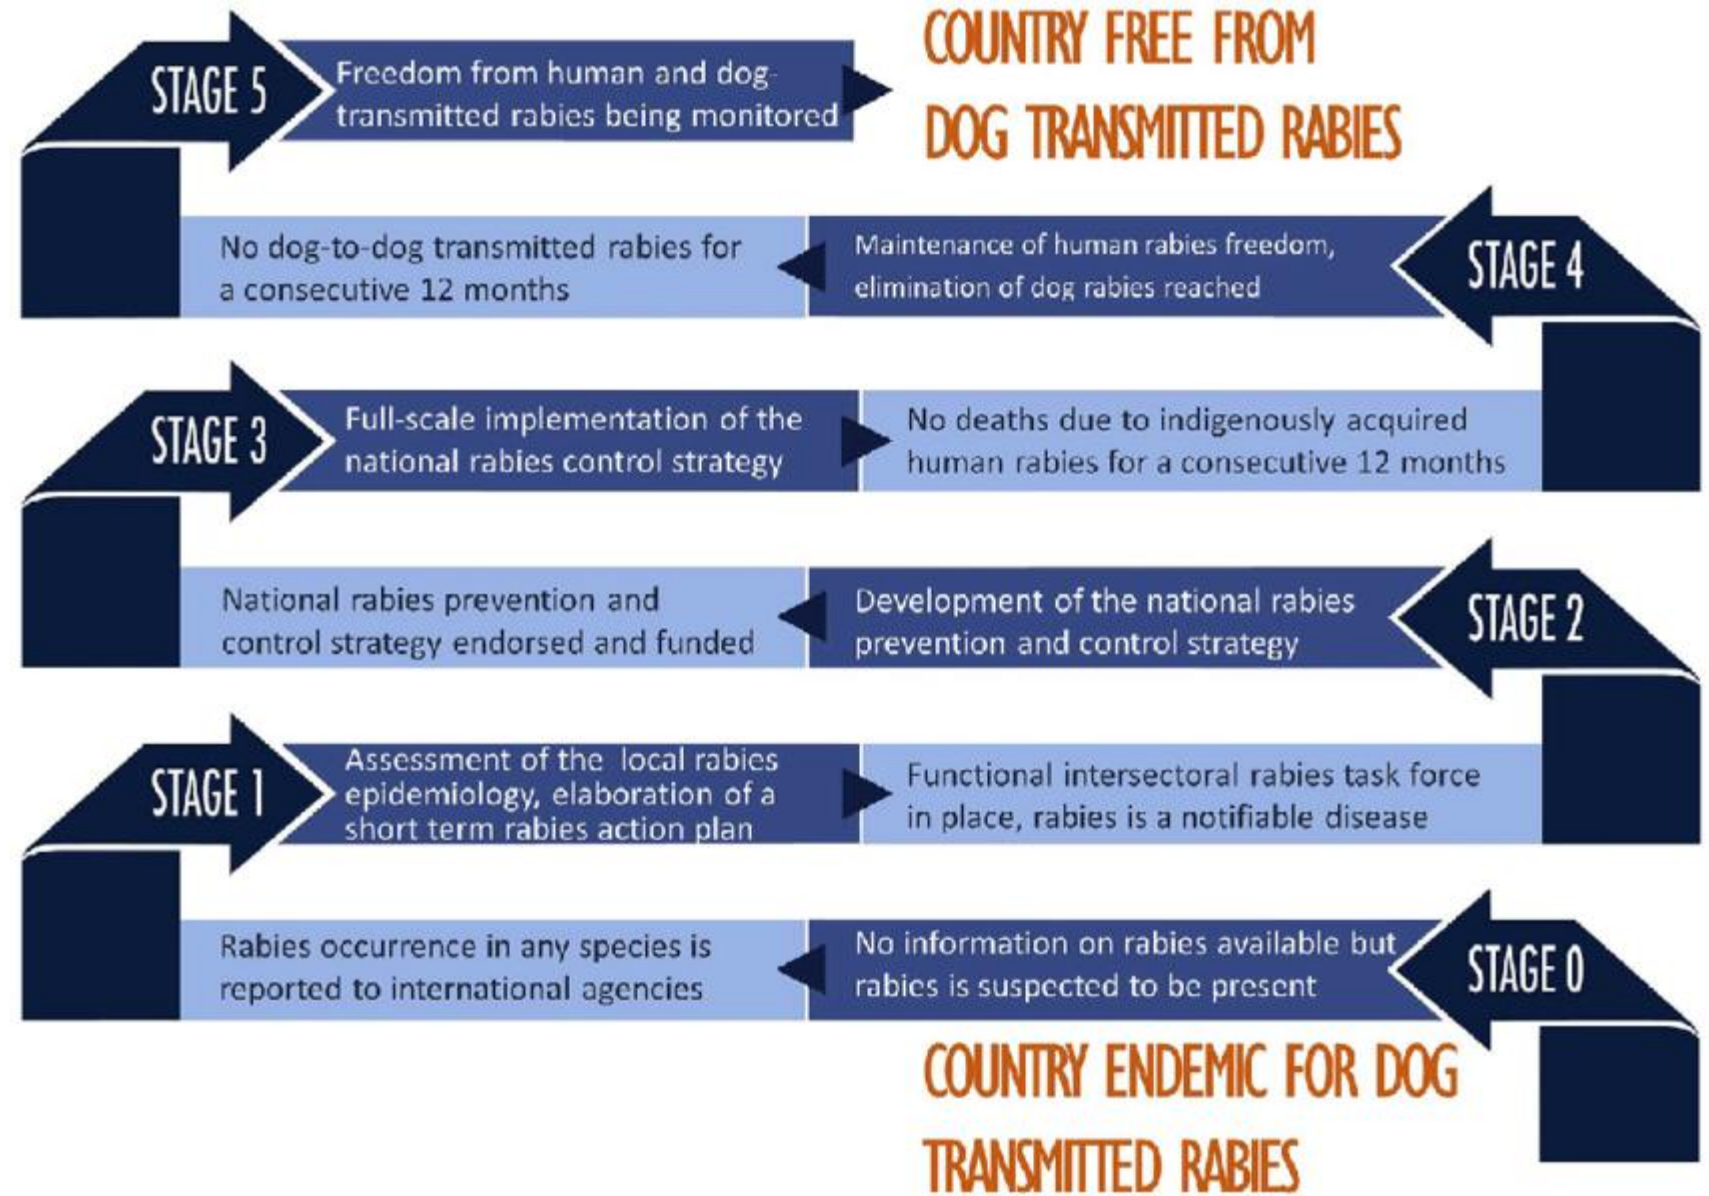 COUNTRY FREE FROM
DOG TRANSMITTED RABIES
STAGE 5
Freedom from human and dog-
transmitted rabies being monitored
No dog-to-dog transmitted rabies for
a consecutive 12 months
Maintenance of human rabies freedom,
elimination of dog rabies reached
STAGE 4
STAGE 3
Full-scale implementation of the
national rabies control strategy
No deaths due to indigenously acquired
human rabies for a consecutive 12 months
National rabies prevention and
control strategy endorsed and funded
Development of the national rabies
prevention and control strategy
STAGE 2
STAGE 1
Assessment of the local rabies
epidemiology, elaboration of a
short term rabies action plan
Functional intersectoral rabies task force
in place, rabies is a notifiable disease
Rabies occurrence in any species is
reported to international agencies
No information on rabies available but
rabies is suspected to be present
STAGE 0
COUNTRY ENDEMIC FOR DOG
TRANSMITTED RABIES